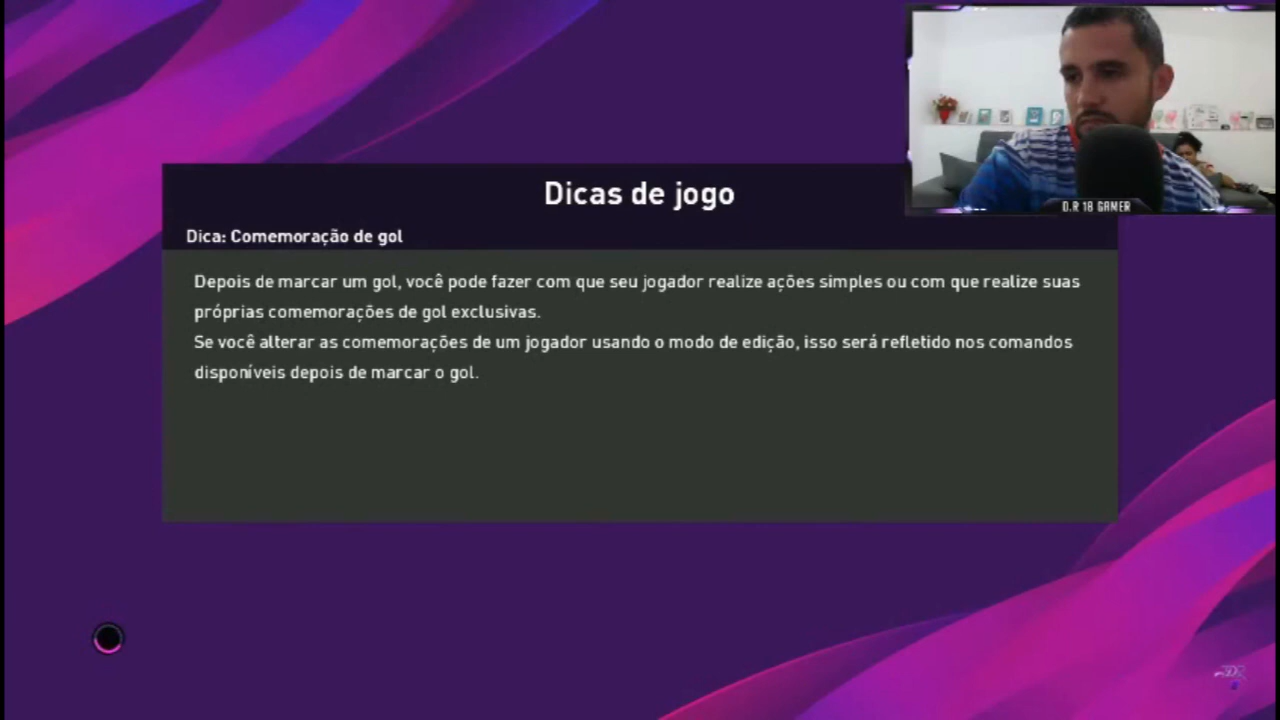 Dicas de jogo
D.R 18 GAMER
Dica: Comemoração de gol
Depois de marcar um gol, você pode fazer com que seu jogador realize ações simples ou com que realize suas
próprias comemorações de gol exclusivas.
Se você alterar as comemorações de um jogador usando o modo de edição, isso será refletido nos comandos
disponíveis depois de marcar o gol.